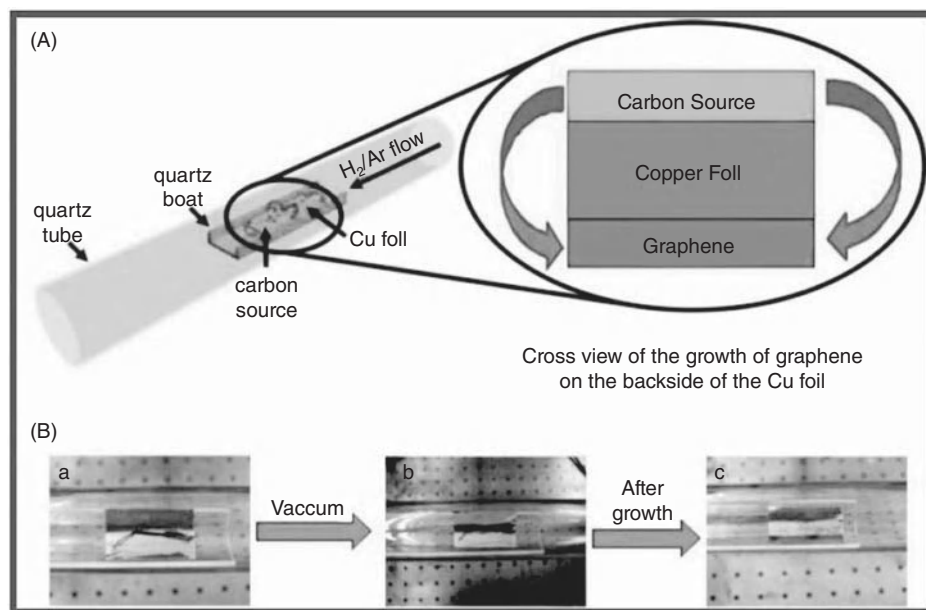 (A)
Carbon Source
Copper Foll
Graphene
H2/Ar flow
quartz
boat
quartz
tube
Cu foll
carbon
source
Cross view of the growth of graphene
on the backside of the Cu foil
(B)
a
Vaccum
b
After
growth
c